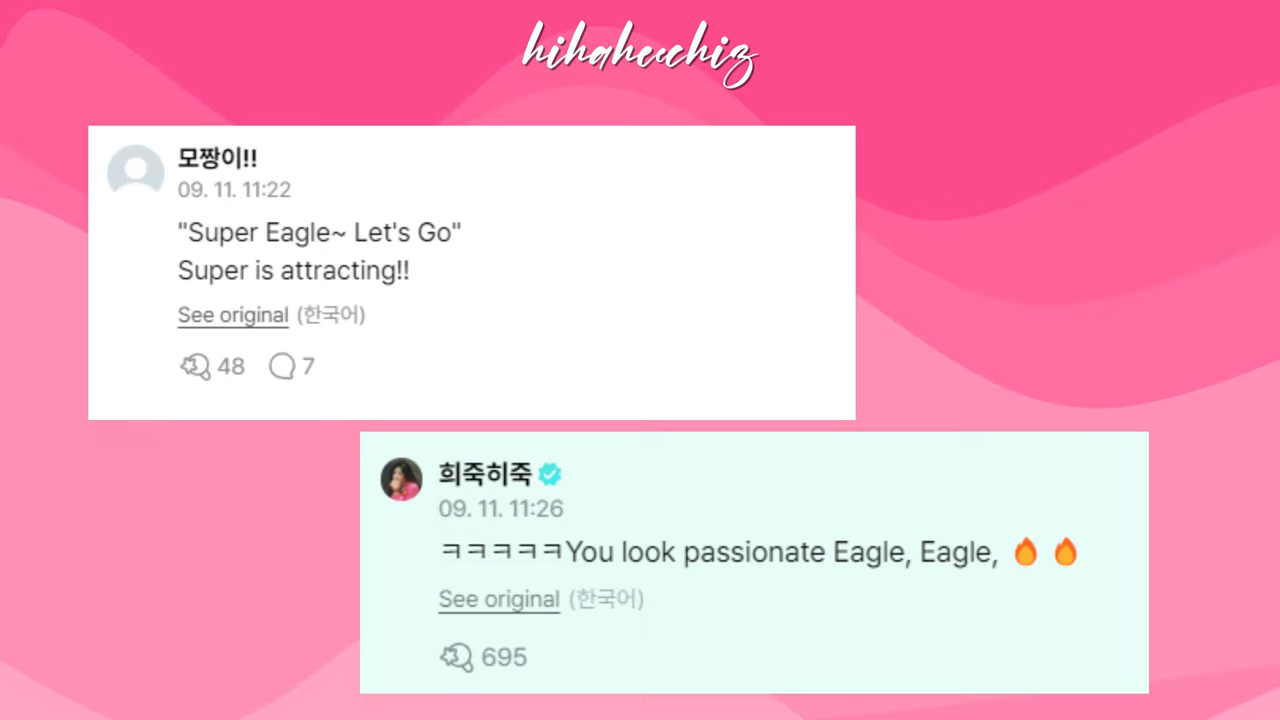 hihaheechiz
모짱이!!
09. 11. 11:22
"Super Eagle~ Let's Go"
Super is attracting!!
See original (한국어)
48 7
희죽히죽
09. 11. 11:26
ㅋㅋㅋㅋㅋYou look passionate Eagle, Eagle, 🔥 🔥
See original (한국어)
695